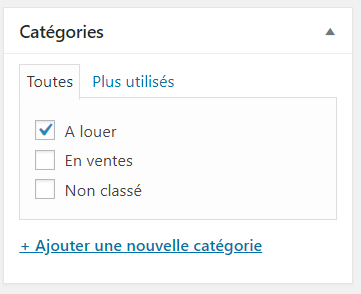 Catégories
Toutes Plus utilisés
A louer
En ventes
Non classé
+ Ajouter une nouvelle catégorie